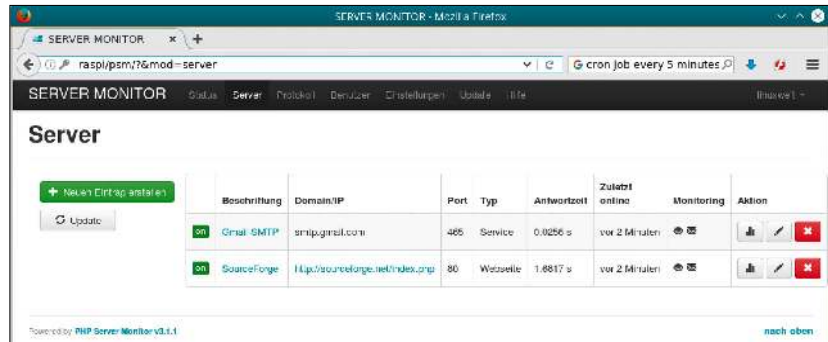 SERVER MONITOR - Mozilla Firefox
SERVER MONITOR
raspi/psm/?&mod=server
cron job every 5 minutes
SERVER MONITOR Status Server Protokoll Benutzer Einstellungen Update Hilfe linuxwelt
Server
Neuen Eintrag erstellen
Update
Beschriftung Domain/IP Port Typ Antwortzeit Zuletzt online Monitoring Aktion
on Gmail SMTP smtp.gmail.com 465 Service 0.0256 s vor 2 Minuten
on SourceForge http://sourceforge.net/index.php 80 Webseite 1.6817 s vor 2 Minuten
Powered by PHP Server Monitor v3.1.1
nach oben